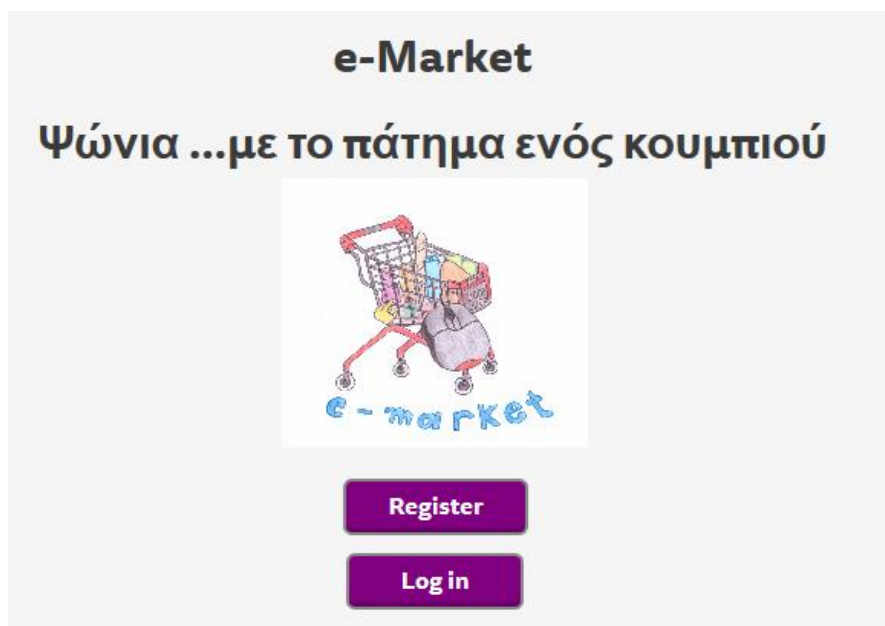 e-Market
Ψώνια ...με το πάτημα ενός κουμπιού
e-market
Register
Log in